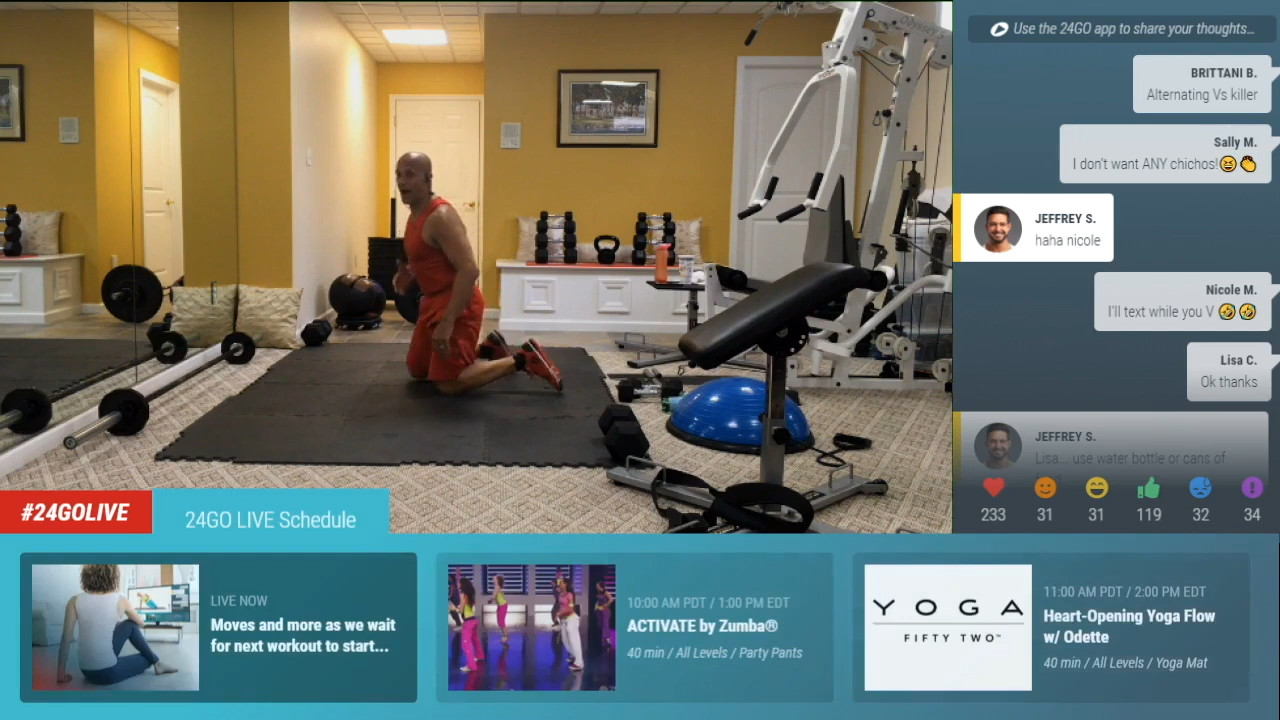 Use the 24GO app to share your thoughts...
BRITTANI B.
Alternating Vs killer
Sally M.
I don't want ANY chichos!😆👏
JEFFREY S.
haha nicole
Nicole M.
I'll text while you V 🤣🤣
Lisa C.
Ok thanks
JEFFREY S.
Lisa... use water bottle or cans of
233
31
31
119
32
34
#24GOLIVE
24GO LIVE Schedule
LIVE NOW
Moves and more as we wait
for next workout to start...
10:00 AM PDT / 1:00 PM EDT
ACTIVATE by Zumba®
40 min / All Levels / Party Pants
YOGA
FIFTY TWO™
11:00 AM PDT / 2:00 PM EDT
Heart-Opening Yoga Flow
w/ Odette
40 min / All Levels / Yoga Mat